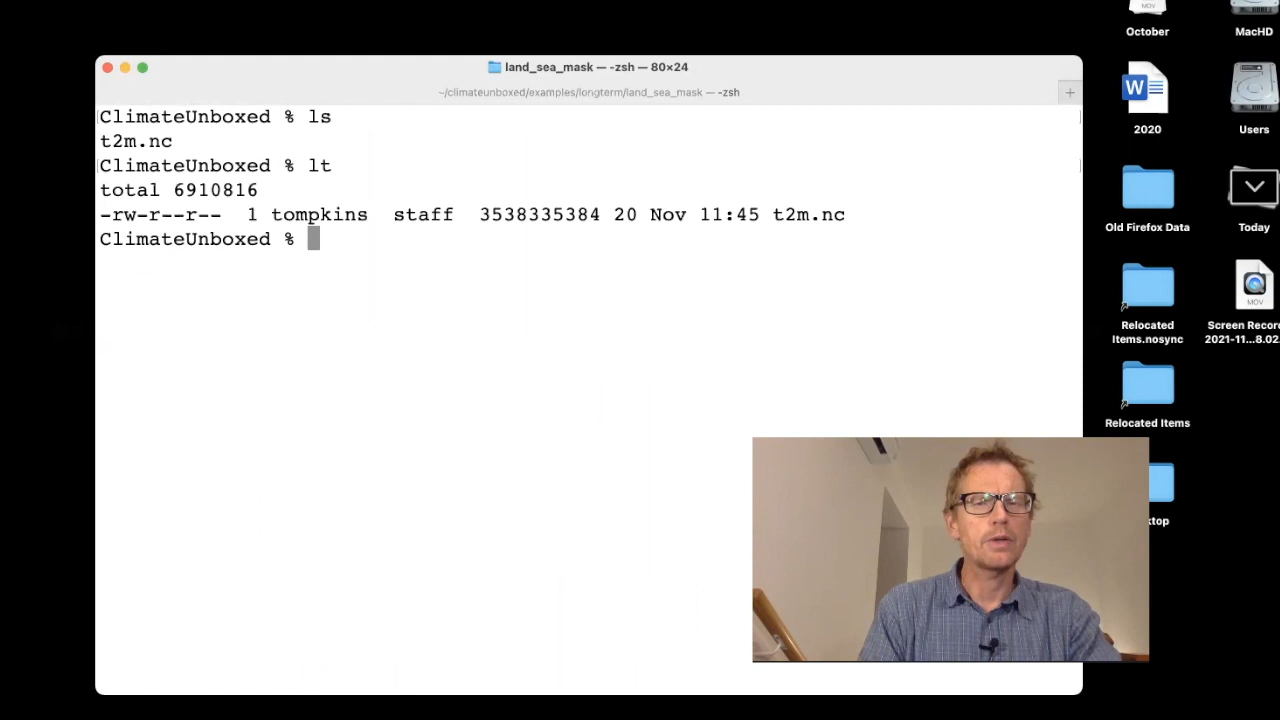 land_sea_mask — -zsh — 80×24
~/climateunboxed/examples/longterm/land_sea_mask — -zsh
+
ClimateUnboxed % ls
t2m.nc
ClimateUnboxed % lt
total 6910816
-rw-r--r-- 1 tompkins staff 3538335384 20 Nov 11:45 t2m.nc
ClimateUnboxed %
MOV
October
MacHD
2020
Users
Old Firefox Data
Today
MOV
Relocated
Items.nosync
Screen Recor
2021-11...8.02.
Relocated Items
ktop